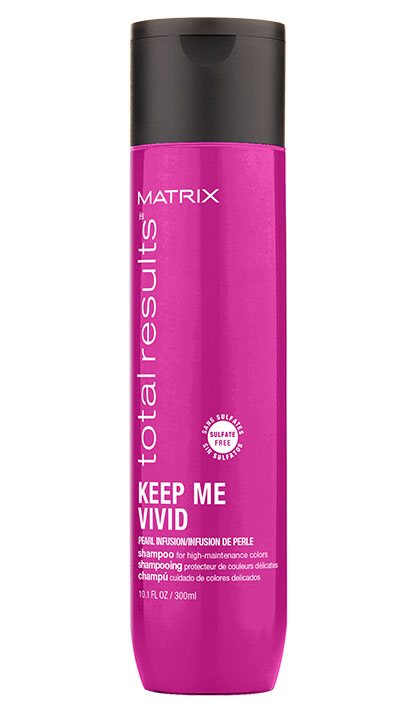 MATRIX
total results
SANS SULFATES
SULFATE
FREE
SIN SULFATOS
KEEP ME
VIVID
PEARL INFUSION/INFUSION DE PERLE
shampoo for high-maintenance colors
shampooing protecteur de couleurs délicates
champú cuidado de colores delicados
10.1 FL OZ / 300ml